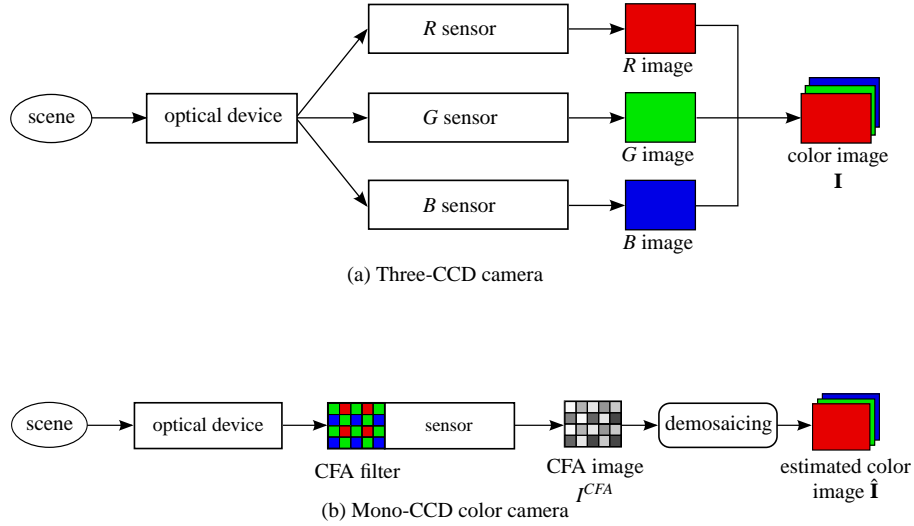 R sensor
R image
scene
optical device
G sensor
G image
color image
I
B sensor
B image
(a) Three-CCD camera
scene
optical device
sensor
demosaicing
CFA filter
CFA image
I^CFA
estimated color
image Î
(b) Mono-CCD color camera